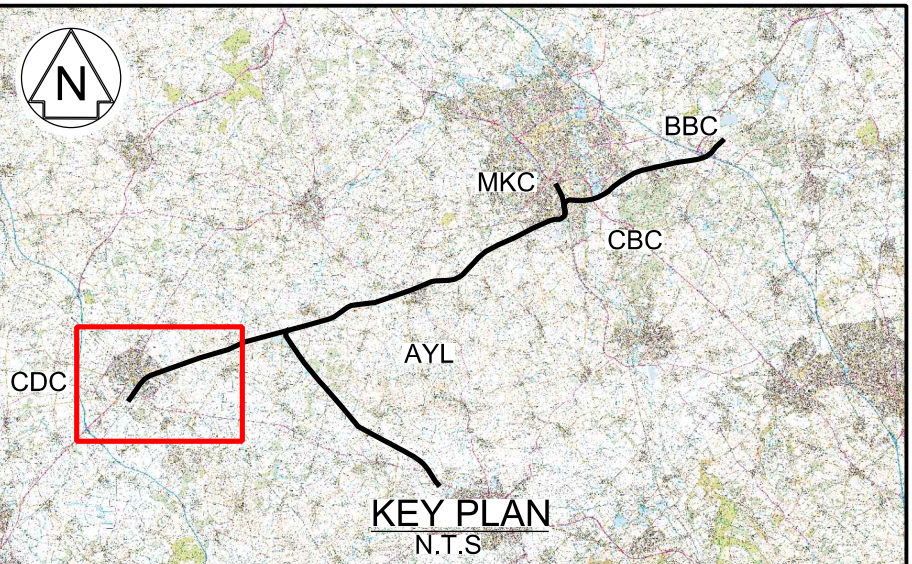 N
BBC
MKC
CBC
AYL
CDC
KEY PLAN
N.T.S